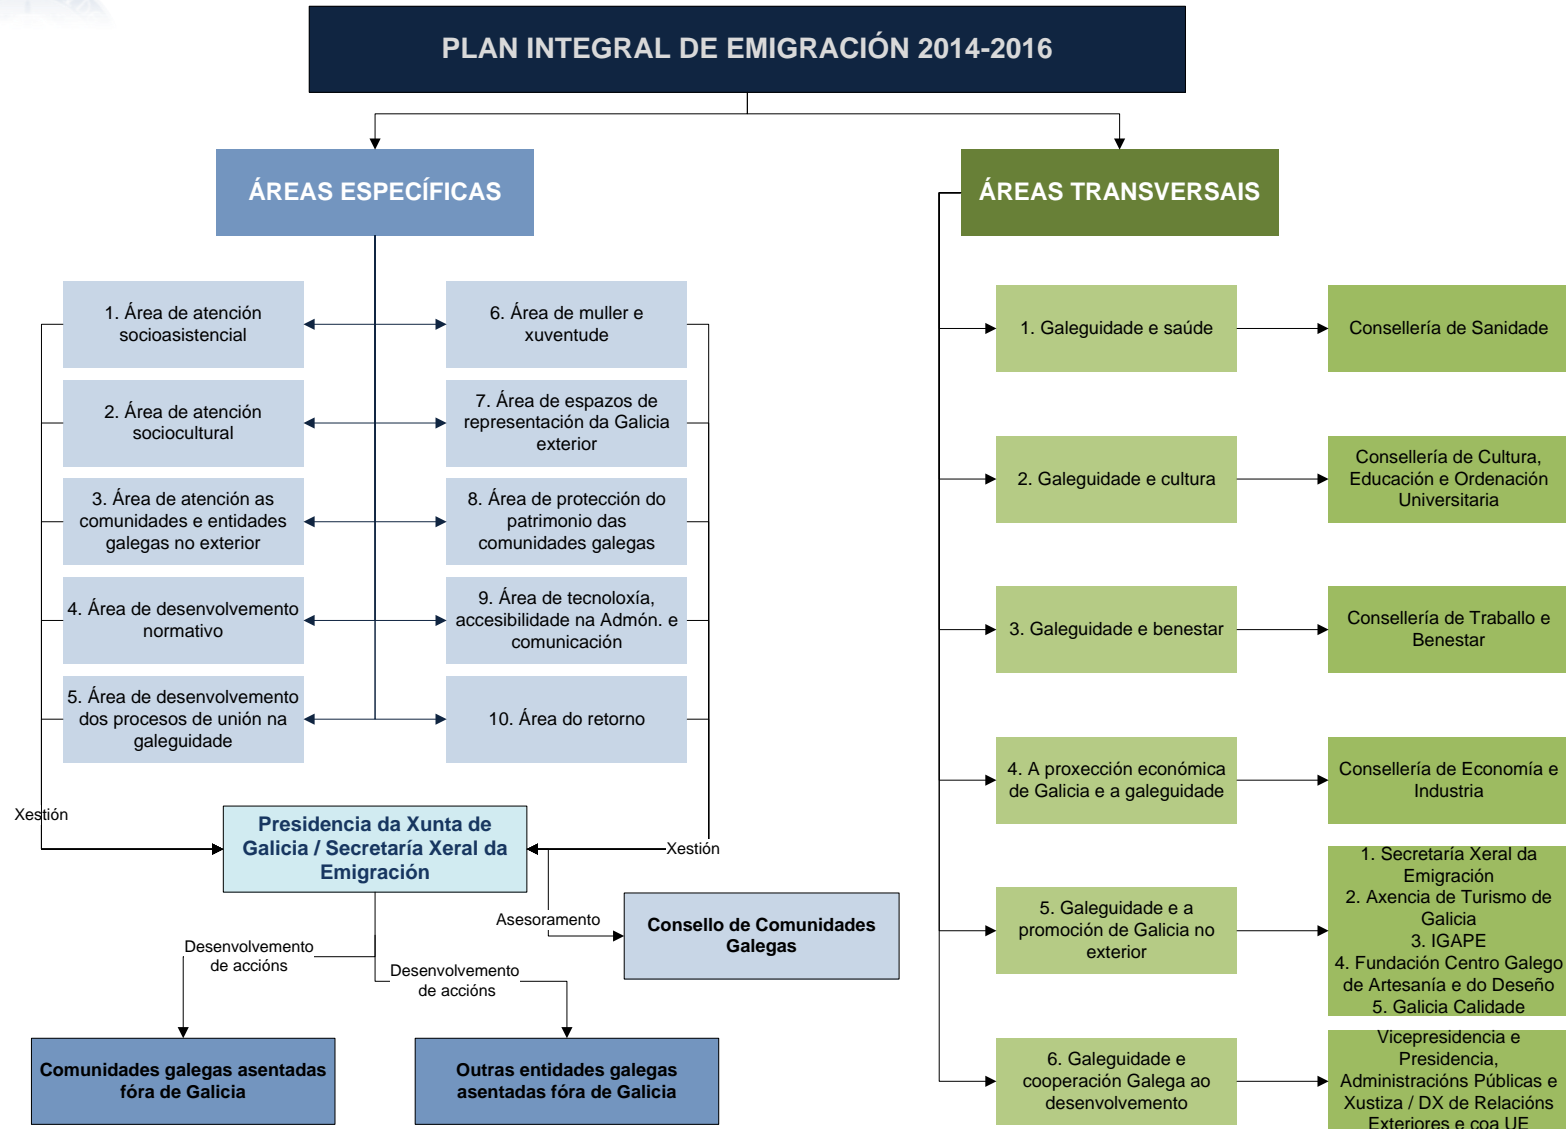 PLAN INTEGRAL DE EMIGRACIÓN 2014-2016
ÁREAS ESPECÍFICAS
1. Área de atención
socioasistencial
2. Área de atención
sociocultural
3. Área de atención as
comunidades e entidades
galegas no exterior
4. Área de desenvolvemento
normativo
5. Área de desenvolvemento
dos procesos de unión na
galeguidade
6. Área de muller e
xuventude
7. Área de espazos de
representación da Galicia
exterior
8. Área de protección do
patrimonio das
comunidades galegas
9. Área de tecnoloxía,
accesibilidade na Admón. e
comunicación
10. Área do retorno
Xestión
Xestión
Presidencia da Xunta de
Galicia / Secretaría Xeral da
Emigración
Asesoramento
Consello de Comunidades
Galegas
Desenvolvemento
de accións
Desenvolvemento
de accións
Comunidades galegas asentadas
fóra de Galicia
Outras entidades galegas
asentadas fóra de Galicia
ÁREAS TRANSVERSAIS
1. Galeguidade e saúde
Consellería de Sanidade
2. Galeguidade e cultura
Consellería de Cultura,
Educación e Ordenación
Universitaria
3. Galeguidade e benestar
Consellería de Traballo e
Benestar
4. A proxección económica
de Galicia e a galeguidade
Consellería de Economía e
Industria
5. Galeguidade e a
promoción de Galicia no
exterior
1. Secretaría Xeral da
Emigración
2. Axencia de Turismo de
Galicia
3. IGAPE
4. Fundación Centro Galego
de Artesanía e do Deseño
5. Galicia Calidade
6. Galeguidade e
cooperación Galega ao
desenvolvemento
Vicepresidencia e
Presidencia,
Administracións Públicas e
Xustiza / DX de Relacións
Exteriores e coa UE